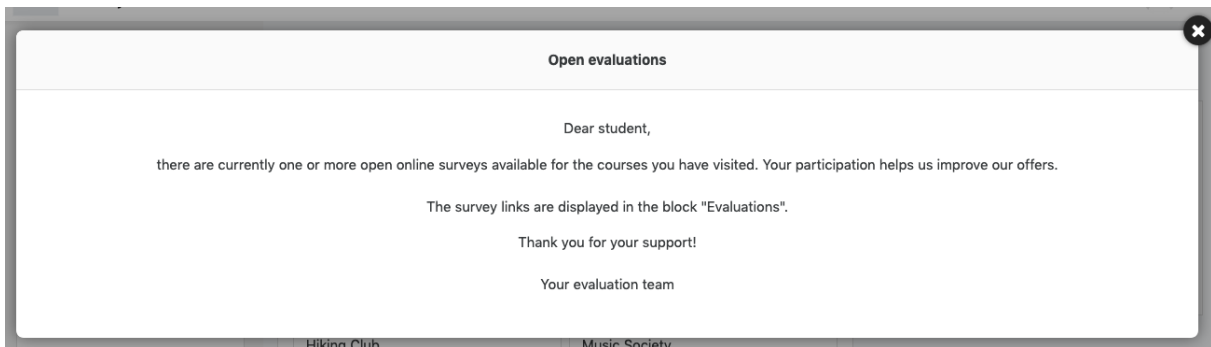 Open evaluations
Dear student,
there are currently one or more open online surveys available for the courses you have visited. Your participation helps us improve our offers.
The survey links are displayed in the block "Evaluations".
Thank you for your support!
Your evaluation team
Hiking Club
Music Society